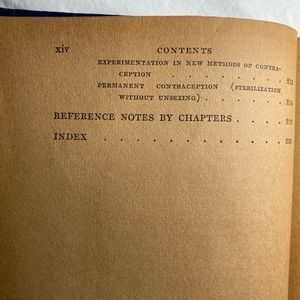 xiv CONTENTS
EXPERIMENTATION IN NEW METHODS OF CONTRA-
CEPTION . . . . . . . . . .
PERMANENT CONTRACEPTION (STERILIZATION
WITHOUT UNSEXING) . . . . . . .
REFERENCE NOTES BY CHAPTERS . . . .
INDEX . . . . . . . . . .